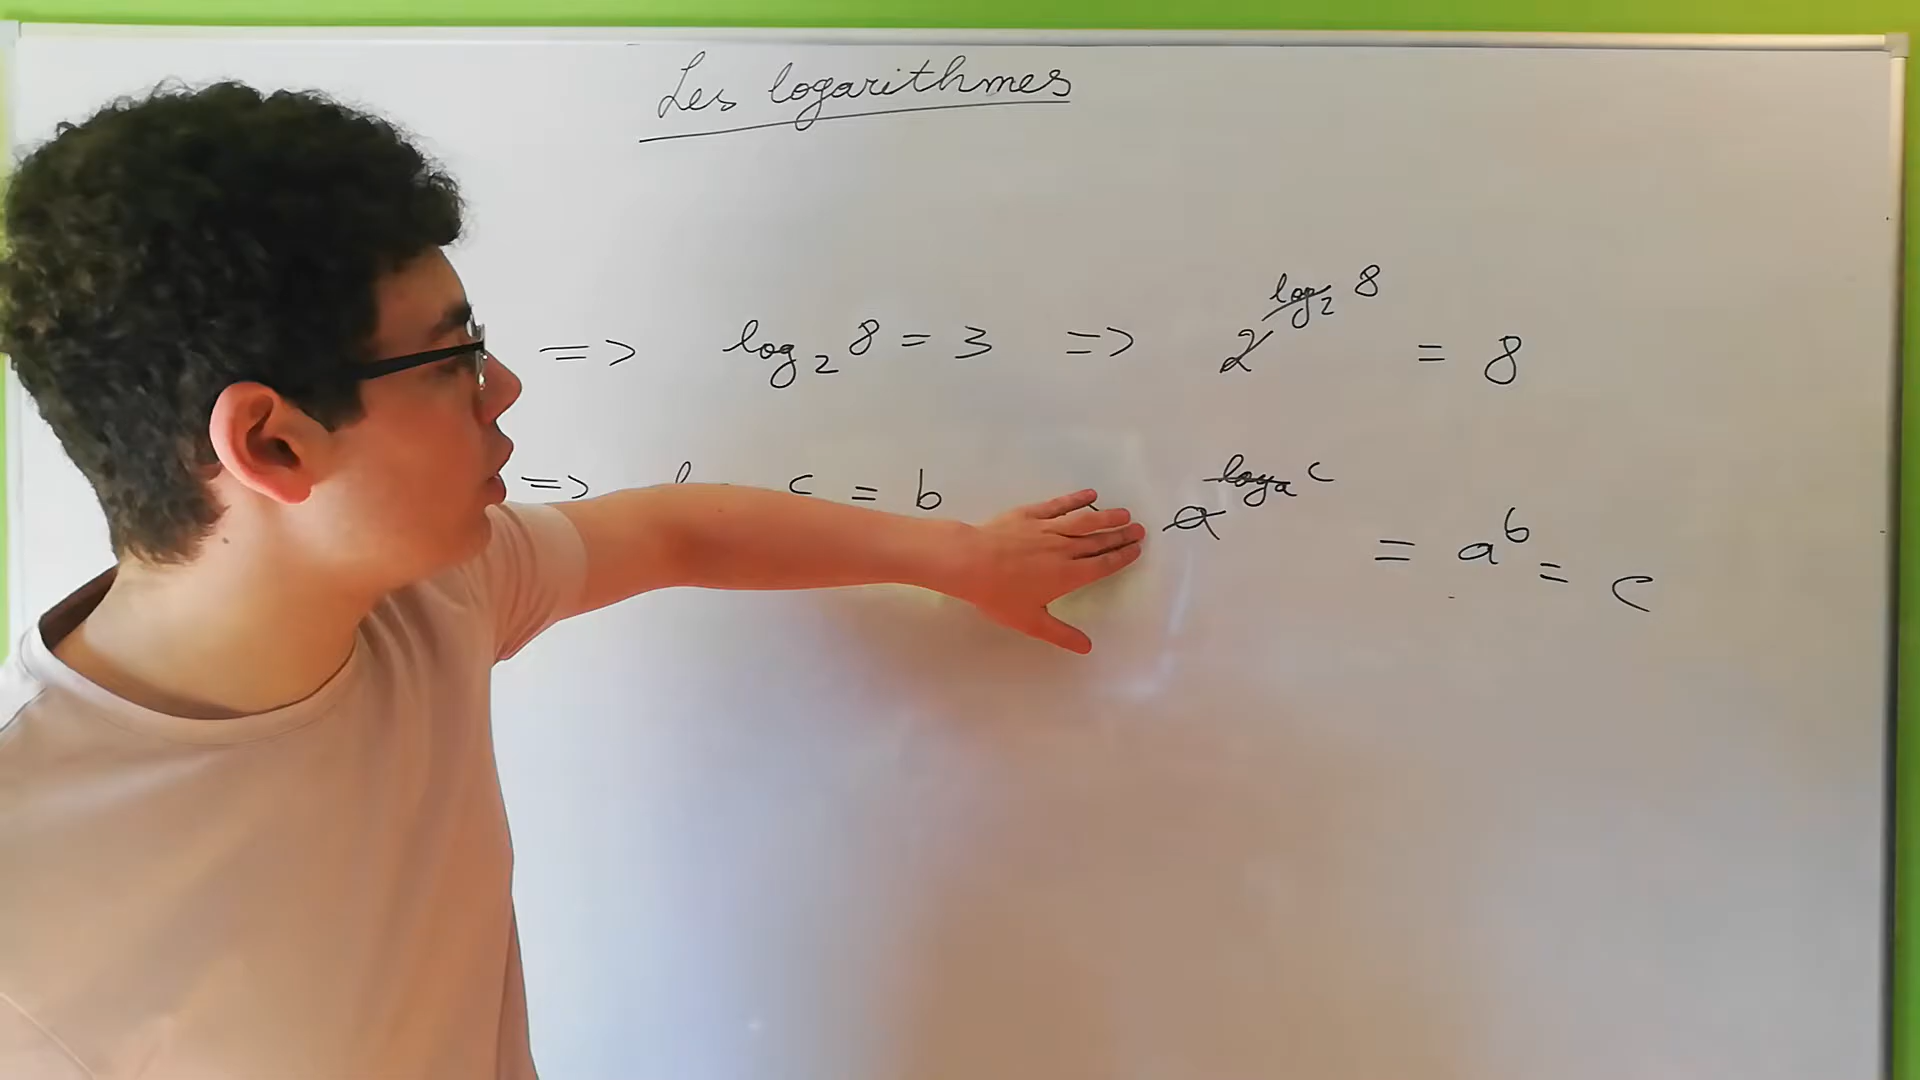 Les logarithmes
=> log₂ 8 = 3 => 2^(log₂ 8) = 8
=> c = b a^(logₐ c) = a^b = c